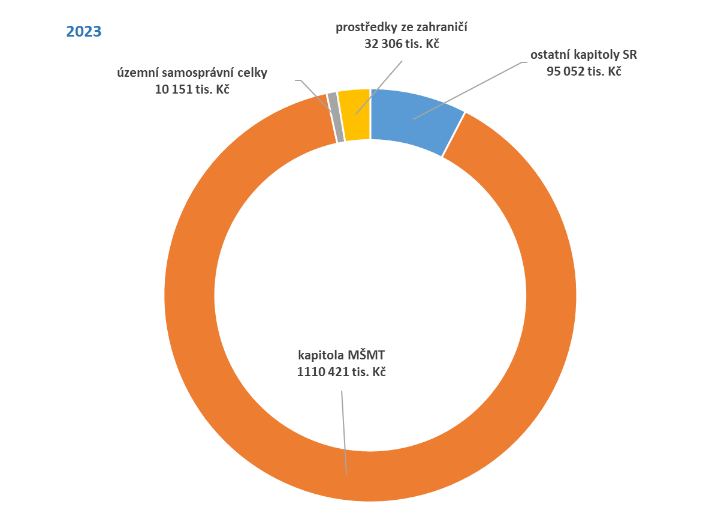 2023
prostředky ze zahraničí
32 306 tis. Kč
ostatní kapitoly SR
95 052 tis. Kč
územní samosprávní celky
10 151 tis. Kč
kapitola MŠMT
1110 421 tis. Kč